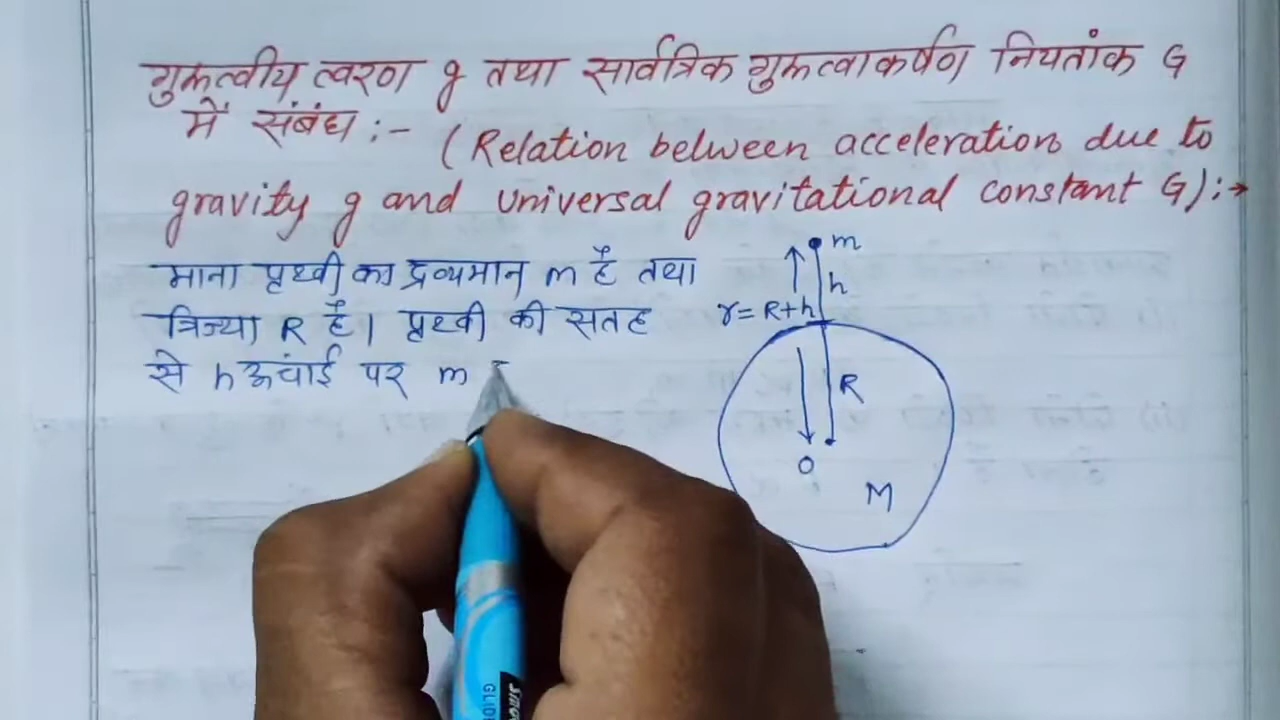 गुरुत्वीय त्वरण g तथा सार्वत्रिक गुरुत्वाकर्षण नियतांक G
में संबंध :- (Relation between acceleration due to
gravity g and universal gravitational constant G) :→
माना पृथ्वी का द्रव्यमान m है तथा
त्रिज्या R है। पृथ्वी की सतह
से h ऊंचाई पर m
m
h
r = R+h
R
O
M
GLIDE